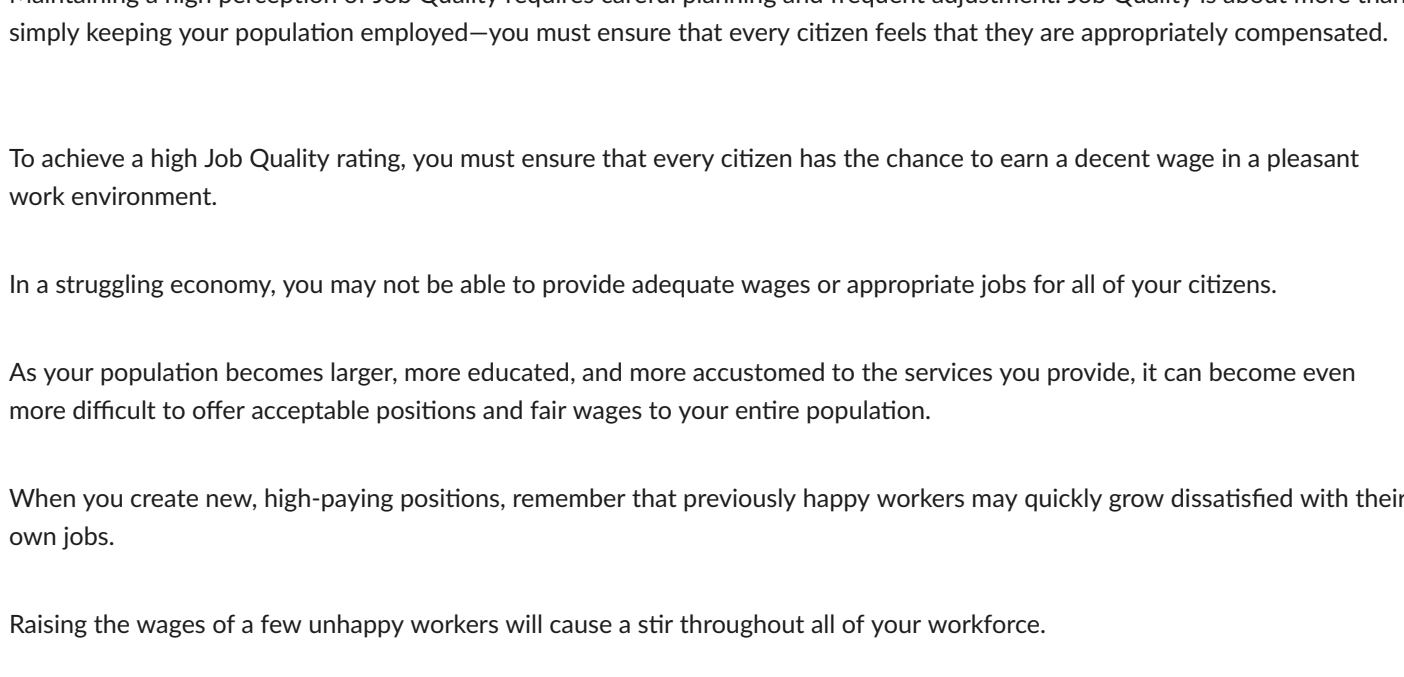 Maintaining a high perception of Job Quality requires careful planning and frequent adjustment. Job Quality is about more than
simply keeping your population employed—you must ensure that every citizen feels that they are appropriately compensated.
To achieve a high Job Quality rating, you must ensure that every citizen has the chance to earn a decent wage in a pleasant
work environment.
In a struggling economy, you may not be able to provide adequate wages or appropriate jobs for all of your citizens.
As your population becomes larger, more educated, and more accustomed to the services you provide, it can become even
more difficult to offer acceptable positions and fair wages to your entire population.
When you create new, high-paying positions, remember that previously happy workers may quickly grow dissatisfied with their
own jobs.
Raising the wages of a few unhappy workers will cause a stir throughout all of your workforce.